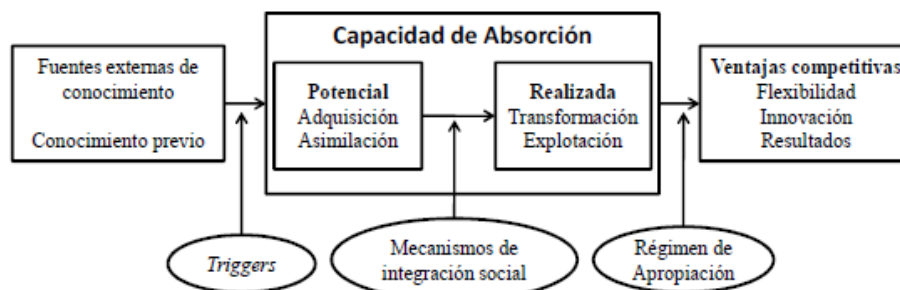 Capacidad de Absorción
Fuentes externas de
conocimiento
Conocimiento previo
Potencial
Adquisición
Asimilación
Realizada
Transformación
Explotación
Ventajas competitivas
Flexibilidad
Innovación
Resultados
Triggers
Mecanismos de
integración social
Régimen de
Apropiación